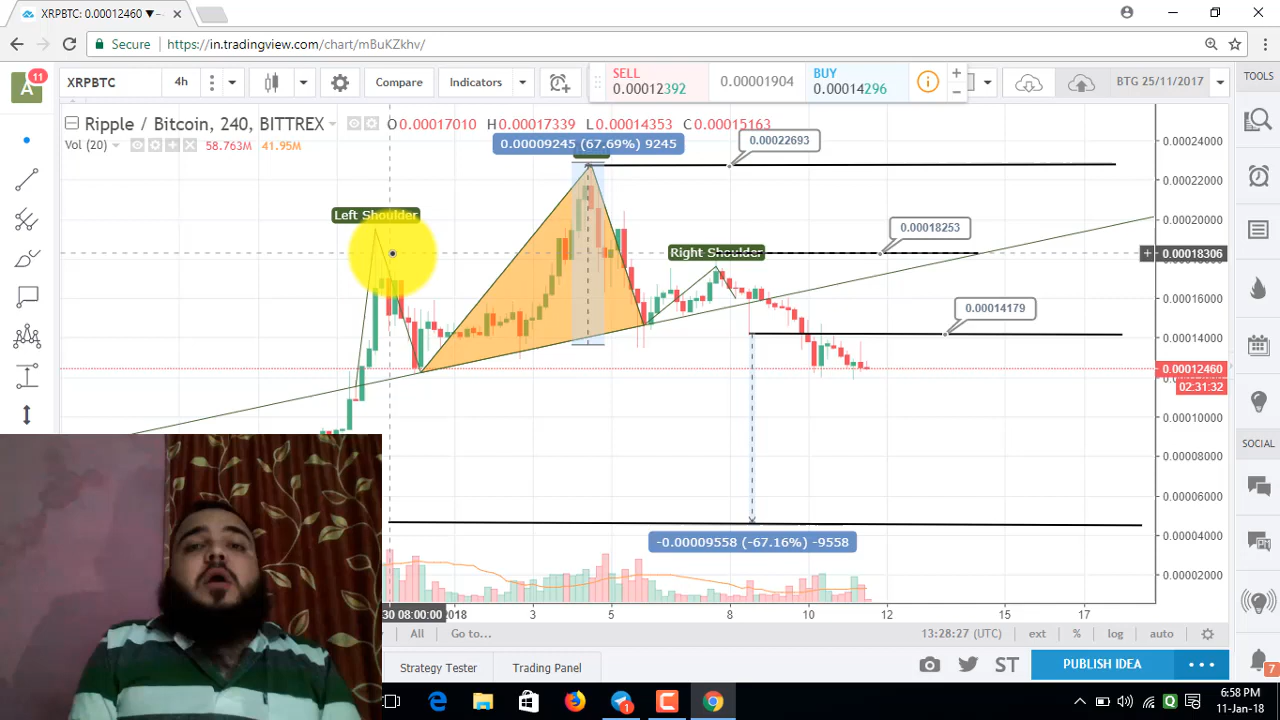 XRPBTC: 0.00012460 ▼ –
Secure https://in.tradingview.com/chart/mBuKZkhv/
A 11
XRPBTC 4h Compare Indicators
SELL 0.00012392
0.00001904
BUY 0.00014296
BTG 25/11/2017
TOOLS
Ripple / Bitcoin, 240, BITTREX O0.00017010 H0.00017339 L0.00014353 C0.00015163
Vol (20) 58.763M 41.95M
0.00009245 (67.69%) 9245
0.00022693
Left Shoulder
Right Shoulder
0.00018253
0.00014179
-0.00009558 (-67.16%) -9558
0.00024000
0.00022000
0.00020000
0.00018306
0.00016000
0.00014000
0.00012460
02:31:32
0.00010000
0.00008000
0.00006000
0.00004000
0.00002000
SOCIAL
30 08:00:00 2018 3 5 8 10 12 15 17
All Go to... 13:28:27 (UTC) ext % log auto
Strategy Tester Trading Panel ST PUBLISH IDEA
7
1
6:58 PM
11-Jan-18